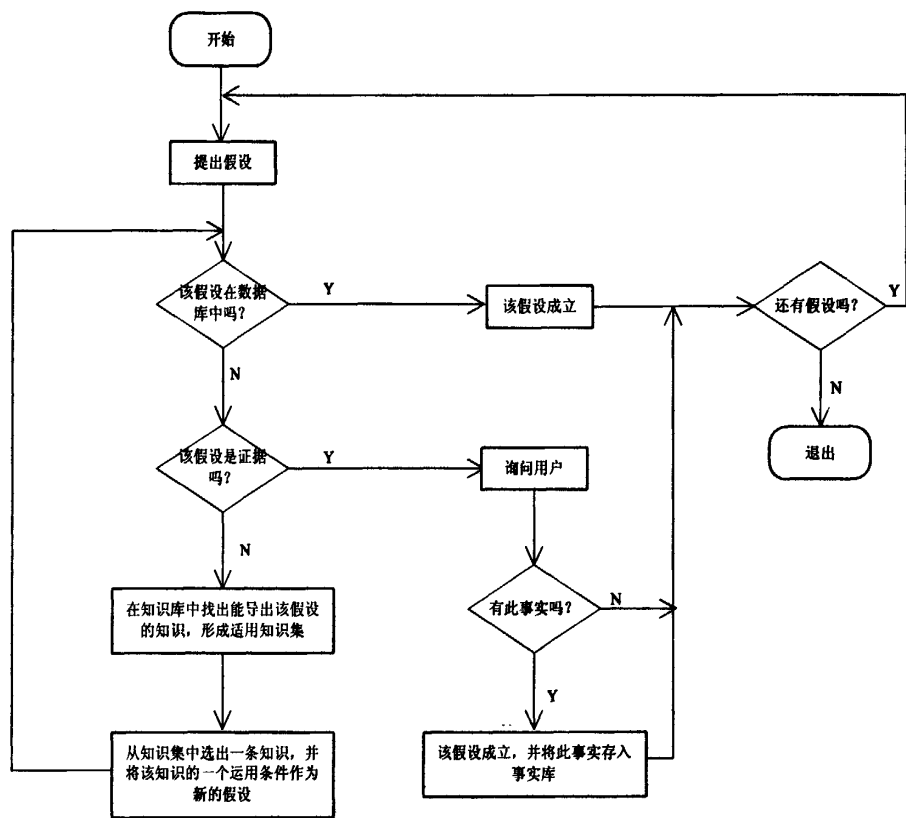 开始
提出假设
该假设在数据
库中吗？
Y
该假设成立
还有假设吗？
Y
N
N
退出
该假设是证据
吗？
Y
询问用户
N
有此事实吗？
N
在知识库中找出能导出该假设
的知识，形成适用知识集
Y
从知识集中选出一条知识，并
将该知识的一个运用条件作为
新的假设
该假设成立，并将此事实存入
事实库